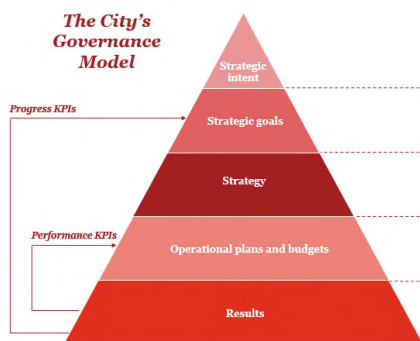 The City's
Governance
Model
Strategic
intent
Progress KPIs
Strategic goals
Strategy
Performance KPIs
Operational plans and budgets
Results